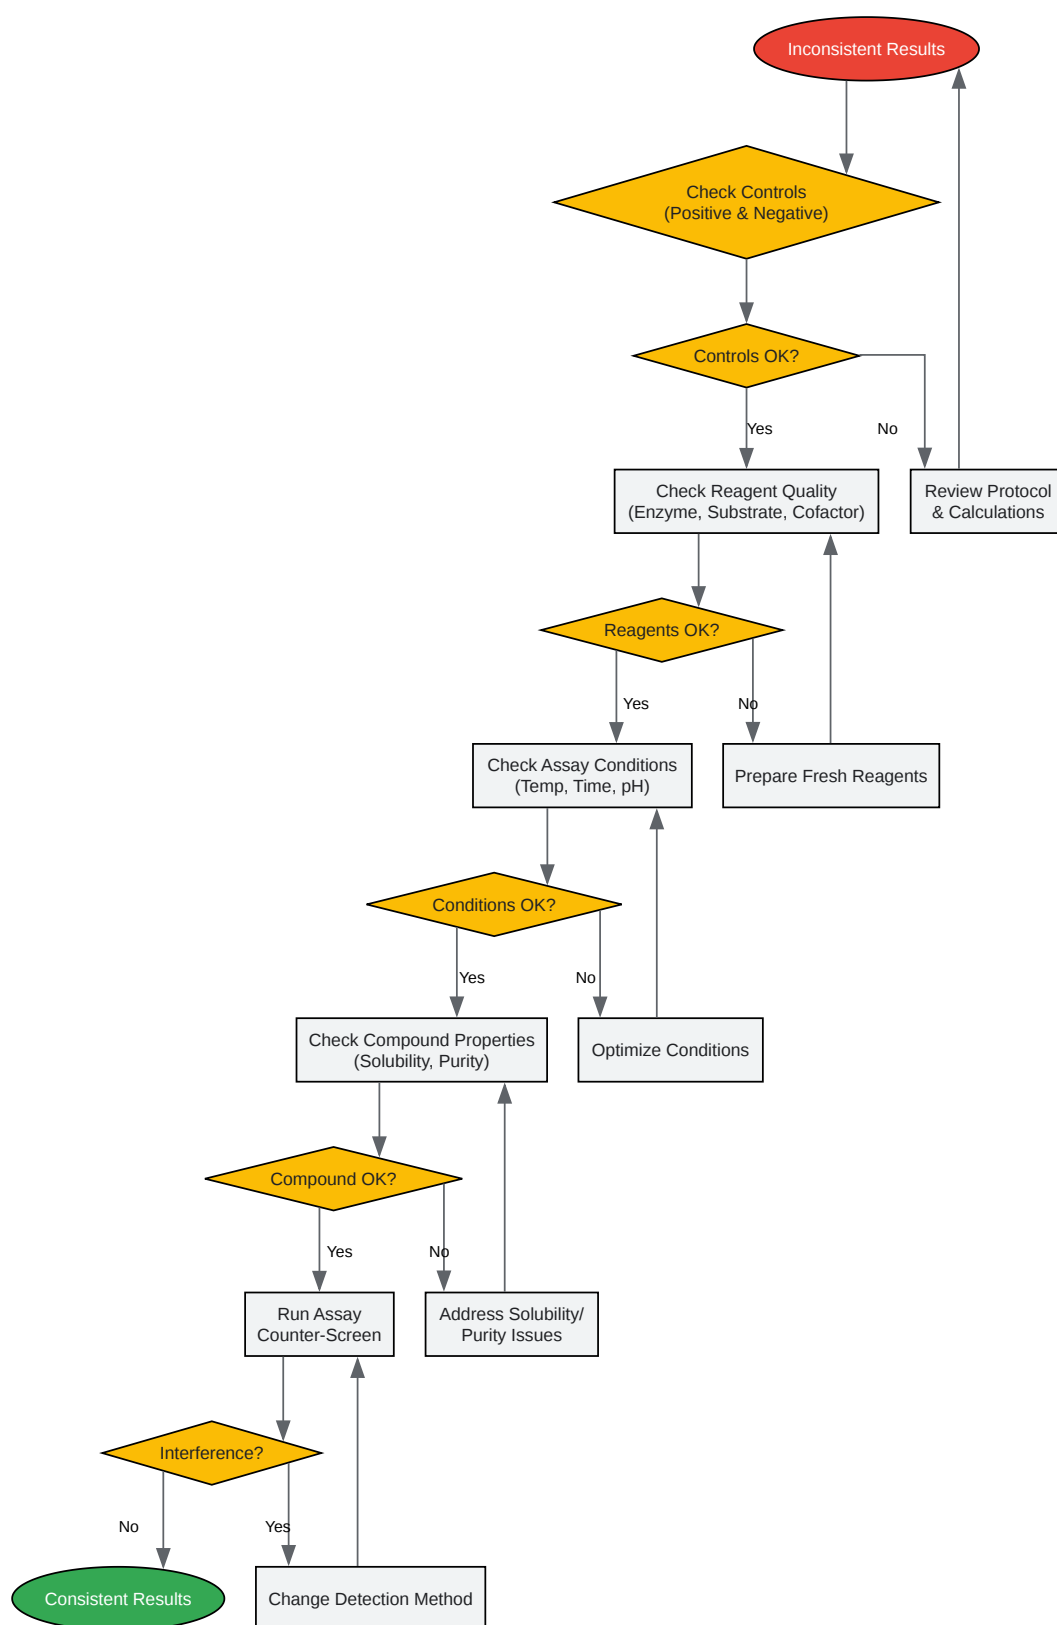 Inconsistent Results
Check Controls
(Positive & Negative)
Controls OK?
Yes
No
Check Reagent Quality
(Enzyme, Substrate, Cofactor)
Review Protocol
& Calculations
Reagents OK?
Yes
No
Check Assay Conditions
(Temp, Time, pH)
Prepare Fresh Reagents
Conditions OK?
Yes
No
Check Compound Properties
(Solubility, Purity)
Optimize Conditions
Compound OK?
Yes
No
Run Assay
Counter-Screen
Address Solubility/
Purity Issues
Interference?
No
Yes
Consistent Results
Change Detection Method